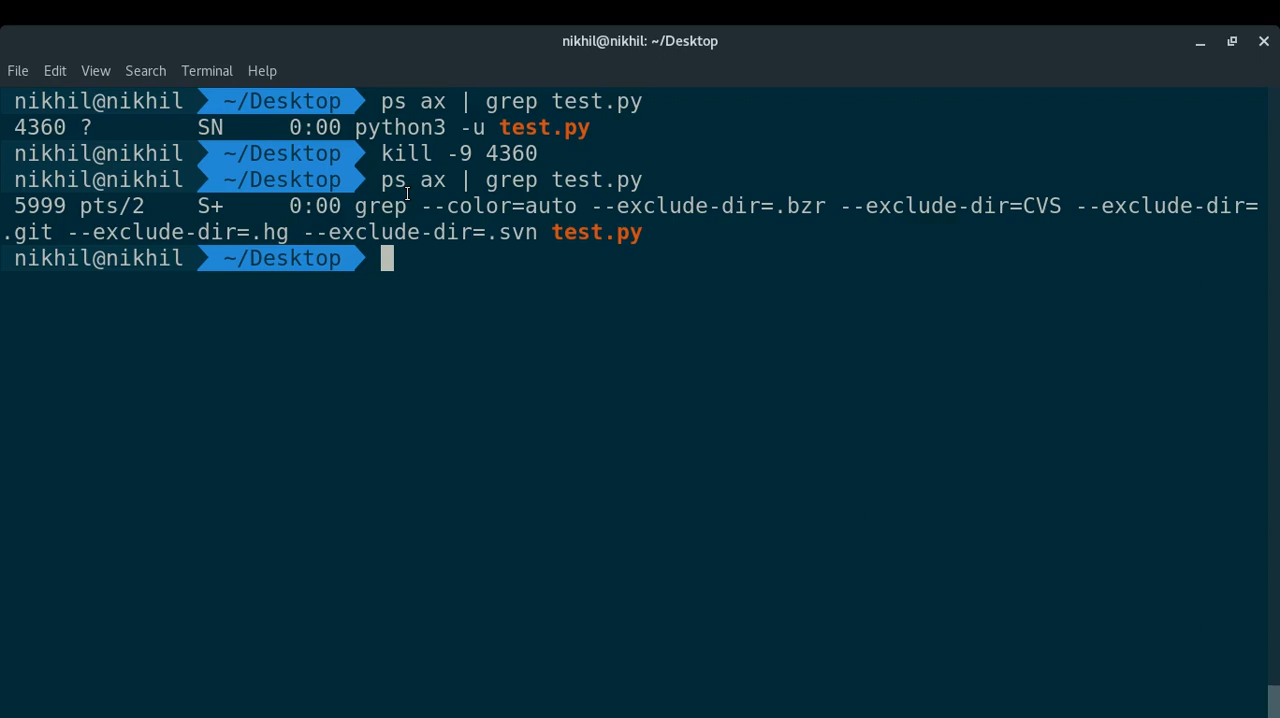 nikhil@nikhil: ~/Desktop
File Edit View Search Terminal Help
nikhil@nikhil ~/Desktop ps ax | grep test.py
4360 ? SN 0:00 python3 -u test.py
nikhil@nikhil ~/Desktop kill -9 4360
nikhil@nikhil ~/Desktop ps ax | grep test.py
5999 pts/2 S+ 0:00 grep --color=auto --exclude-dir=.bzr --exclude-dir=CVS --exclude-dir=
.git --exclude-dir=.hg --exclude-dir=.svn test.py
nikhil@nikhil ~/Desktop